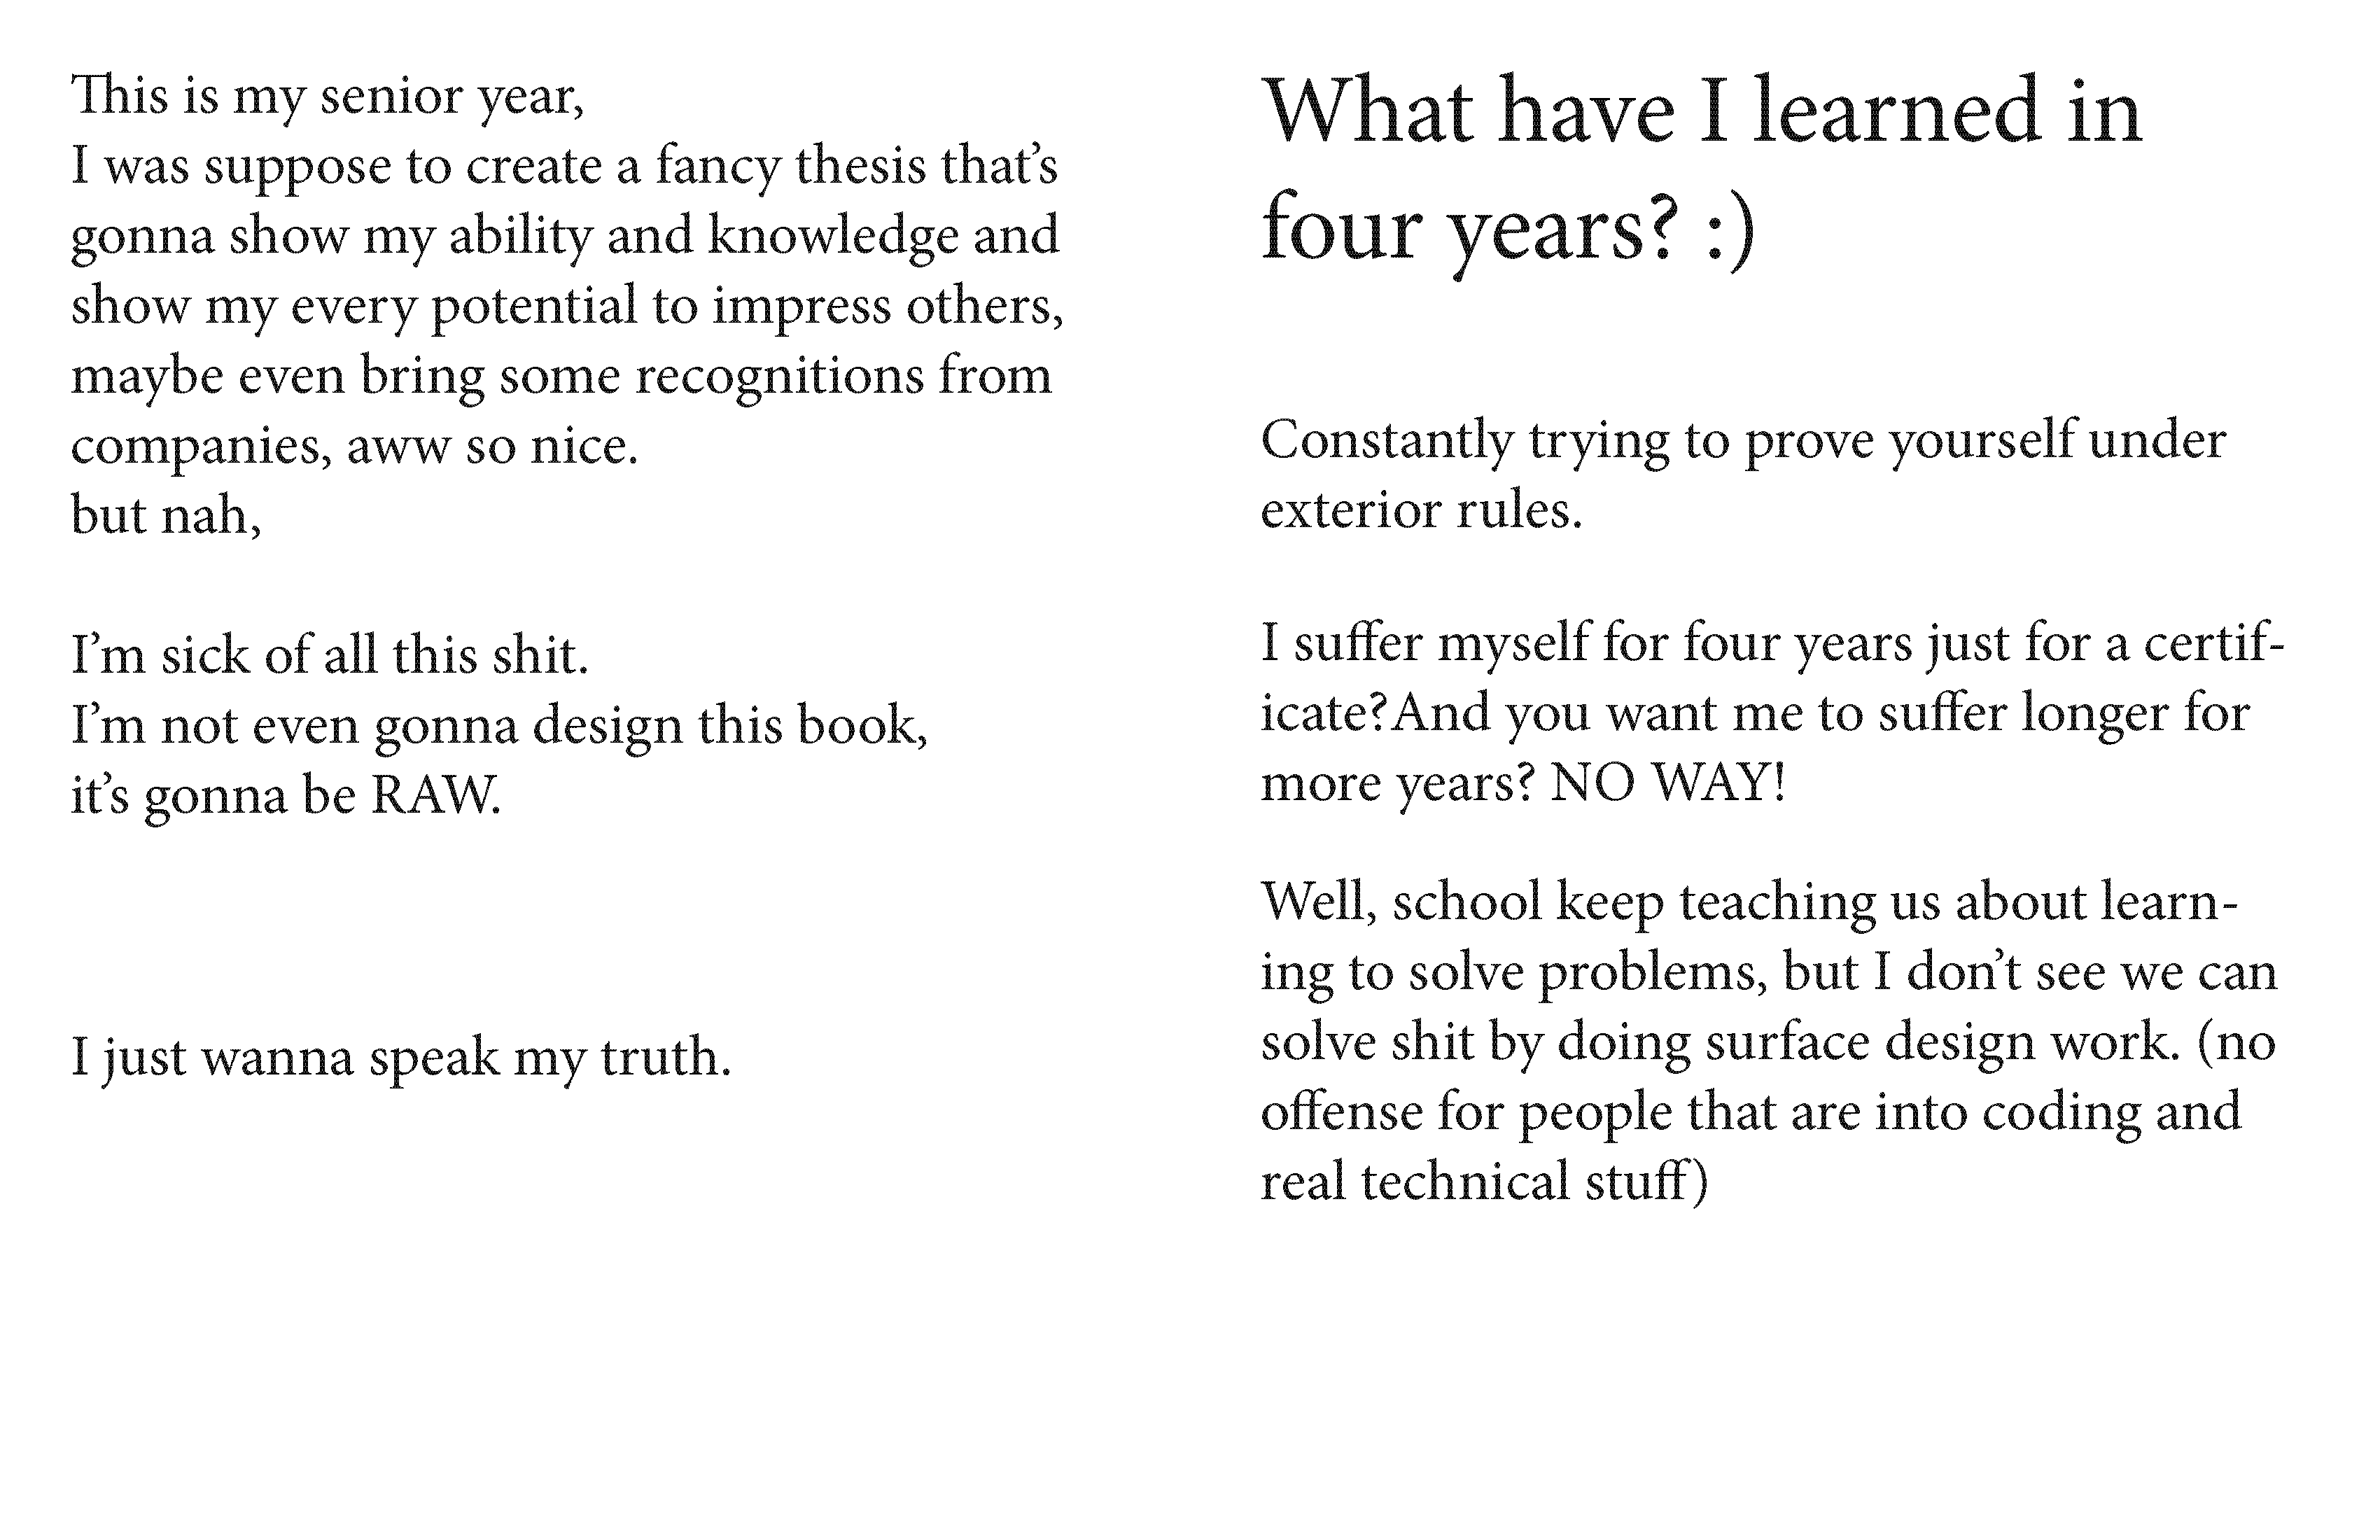 This is my senior year,
I was suppose to create a fancy thesis that’s
gonna show my ability and knowledge and
show my every potential to impress others,
maybe even bring some recognitions from
companies, aww so nice.
but nah,
I’m sick of all this shit.
I’m not even gonna design this book,
it’s gonna be RAW.
I just wanna speak my truth.
What have I learned in
four years? :)
Constantly trying to prove yourself under
exterior rules.
I suffer myself for four years just for a certif-
icate?And you want me to suffer longer for
more years? NO WAY!
Well, school keep teaching us about learn-
ing to solve problems, but I don’t see we can
solve shit by doing surface design work. (no
offense for people that are into coding and
real technical stuff)